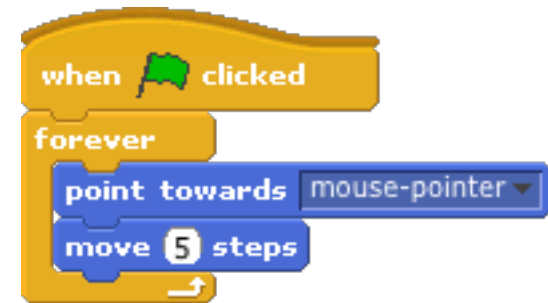 when clicked
forever
point towards mouse-pointer
move 5 steps